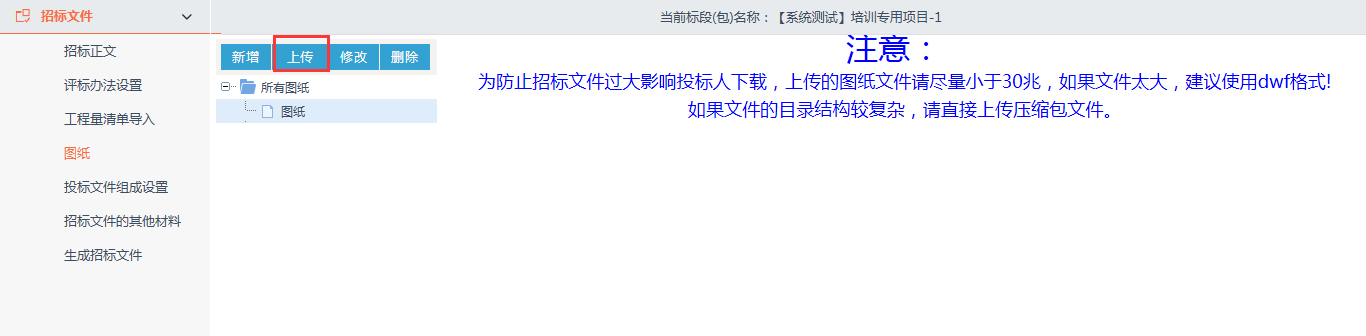 招标文件
当前标段(包)名称：【系统测试】培训专用项目-1
招标正文
评标办法设置
工程量清单导入
图纸
投标文件组成设置
招标文件的其他材料
生成招标文件
新增 上传 修改 删除
所有图纸
图纸
注意：
为防止招标文件过大影响投标人下载，上传的图纸文件请尽量小于30兆，如果文件太大，建议使用dwf格式!
如果文件的目录结构较复杂，请直接上传压缩包文件。